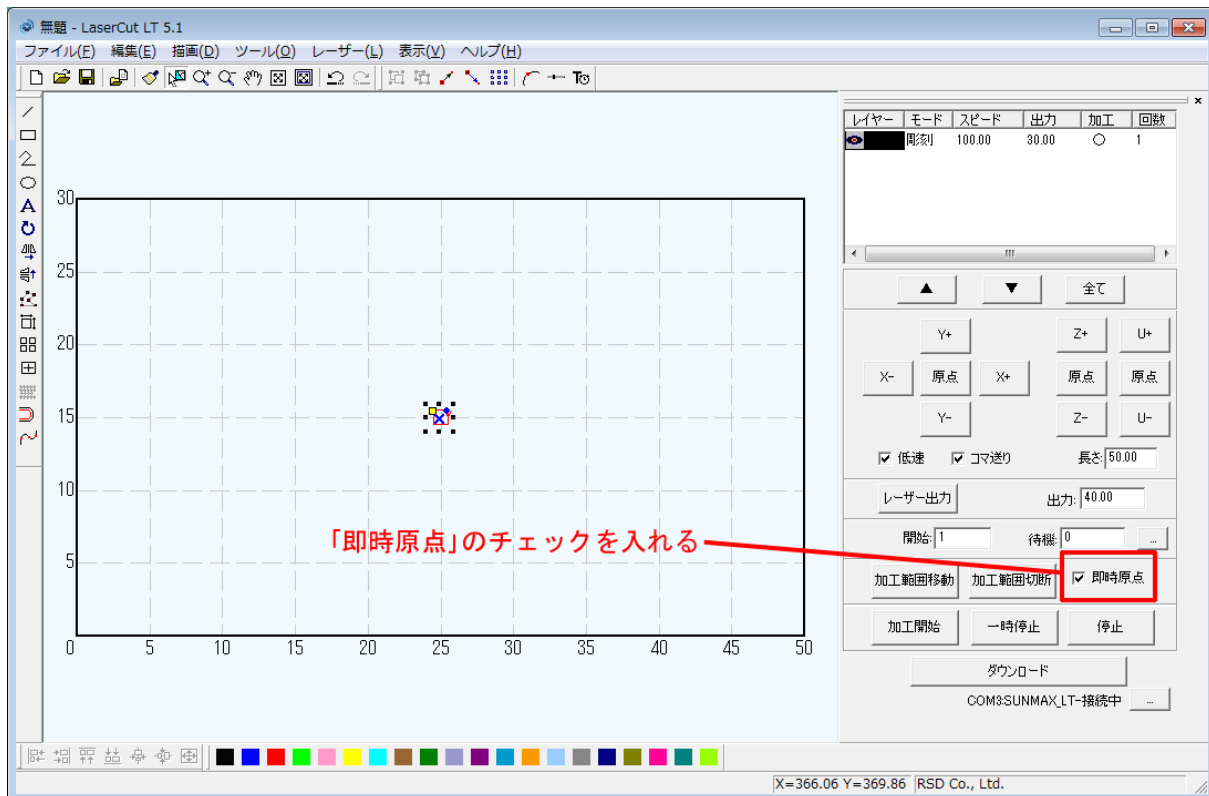 無題 - LaserCut LT 5.1
ファイル(F) 編集(E) 描画(D) ツール(O) レーザー(L) 表示(V) ヘルプ(H)
レイヤー モード スピード 出力 加工 回数
彫刻 100.00 30.00 ○ 1
30
25
20
15
10
5
0 5 10 15 20 25 30 35 40 45 50
▲ ▼ 全て
Y+ Z+ U+
X- 原点 X+ 原点 原点
Y- Z- U-
低速 コマ送り 長さ: 50.00
レーザー出力 出力: 40.00
「即時原点」のチェックを入れる
開始: 1 待機: 0 ...
加工範囲移動 加工範囲切断 即時原点
加工開始 一時停止 停止
ダウンロード
COM3:SUNMAX_LT-接続中 ...
X=366.06 Y=369.86 RSD Co., Ltd.